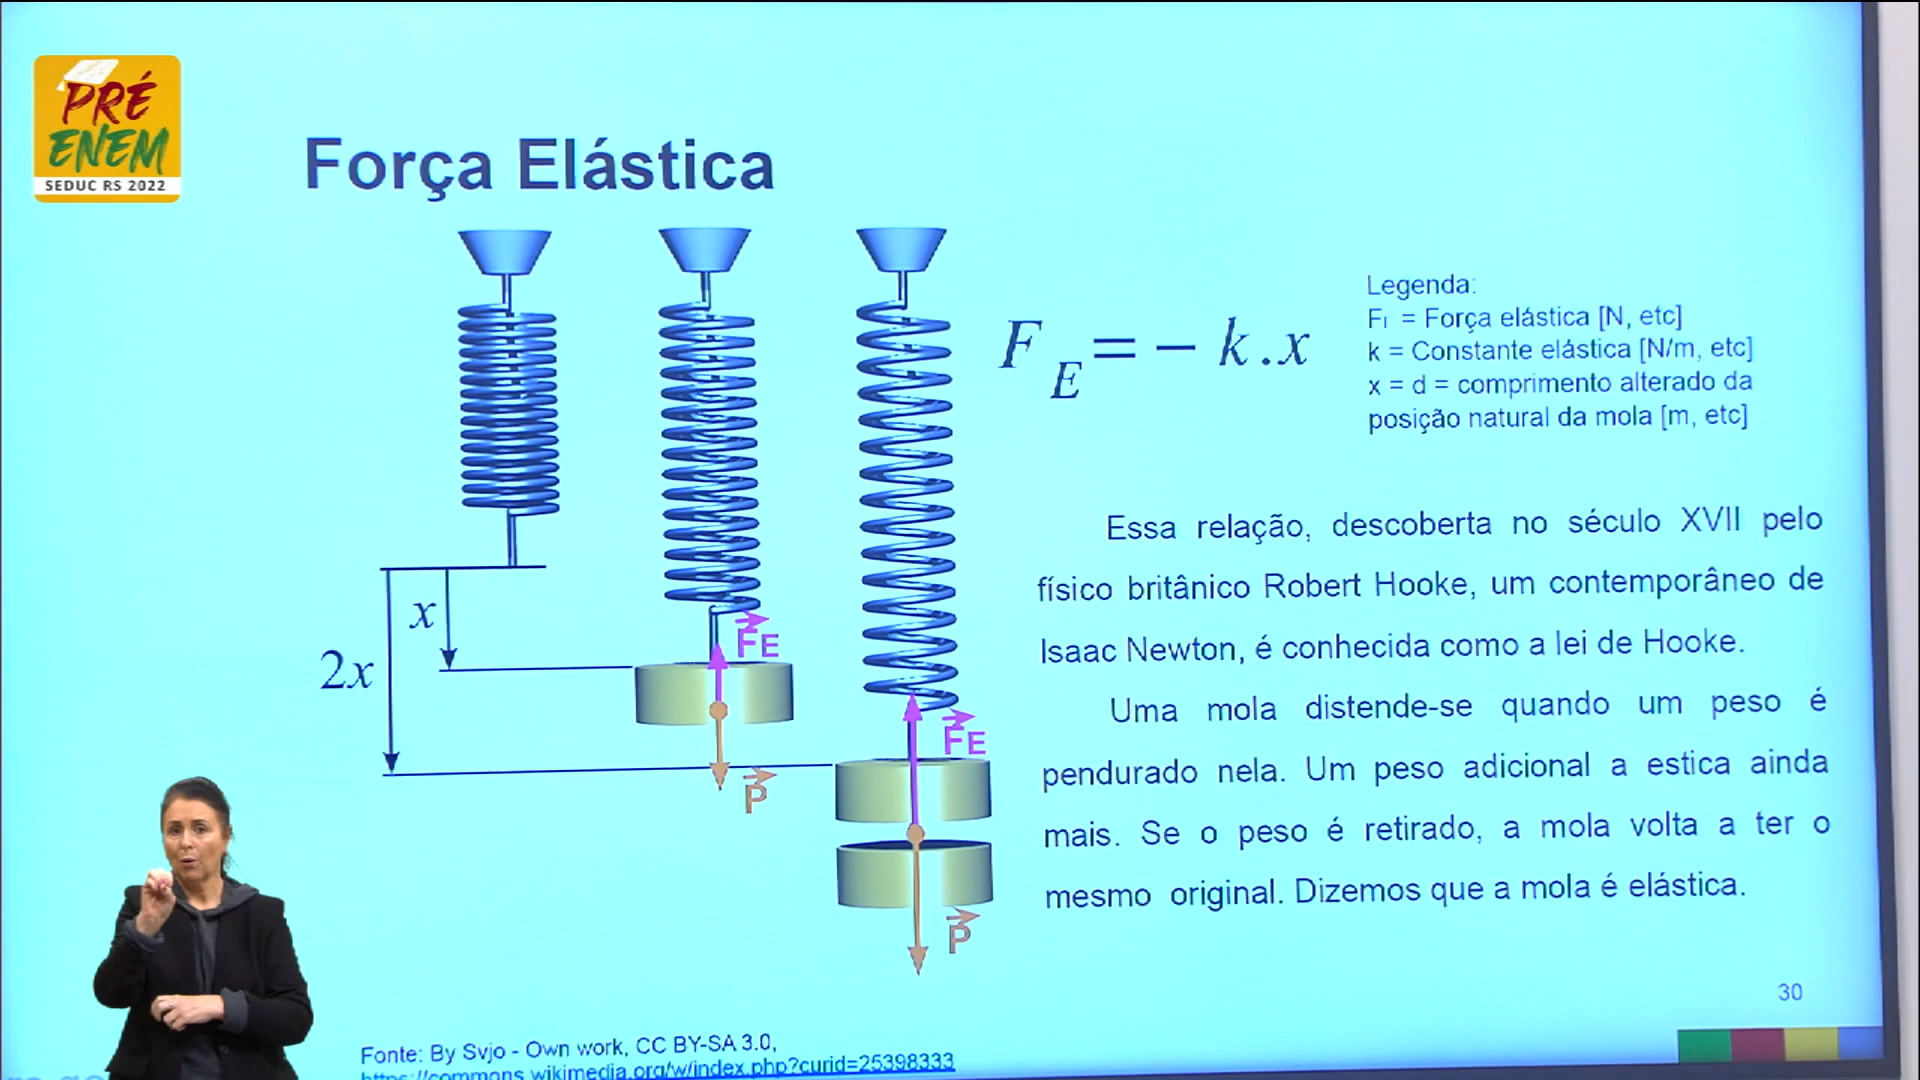 PRÉ
ENEM
SEDUC RS 2022
Força Elástica
F E = - k . x
Legenda:
Fₗ = Força elástica [N, etc]
k = Constante elástica [N/m, etc]
x = d = comprimento alterado da
posição natural da mola [m, etc]
x
2x
FE
P
FE
P
Essa relação, descoberta no século XVII pelo
físico britânico Robert Hooke, um contemporâneo de
Isaac Newton, é conhecida como a lei de Hooke.
Uma mola distende-se quando um peso é
pendurado nela. Um peso adicional a estica ainda
mais. Se o peso é retirado, a mola volta a ter o
mesmo original. Dizemos que a mola é elástica.
30
Fonte: By Svjo - Own work, CC BY-SA 3.0,
https://commons.wikimedia.org/w/index.php?curid=25398333